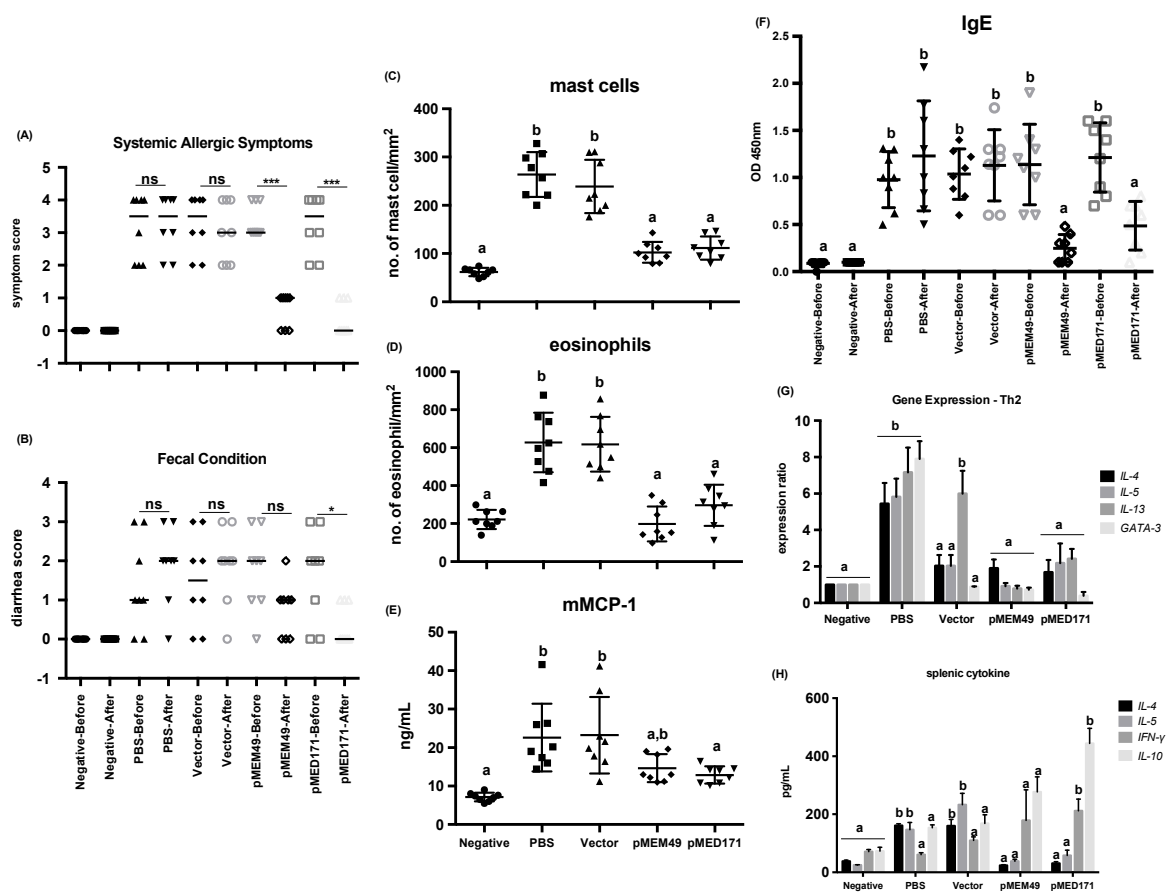 (A)
Systemic Allergic Symptoms
symptom score
5
4
3
2
1
0
-1
ns
ns
***
***
(B)
Fecal Condition
diarrhea score
4
3
2
1
0
-1
ns
ns
ns
*
Negative-Before
Negative-After
PBS-Before
PBS-After
Vector-Before
Vector-After
pMEM49-Before
pMEM49-After
pMED171-Before
pMED171-After
(C)
mast cells
no. of mast cell/mm²
400
300
200
100
0
a
b
b
a
a
(D)
eosinophils
no. of eosinophil/mm²
1000
800
600
400
200
0
a
b
b
a
a
(E)
mMCP-1
ng/mL
50
40
30
20
10
0
a
b
b
a,b
a
Negative
PBS
Vector
pMEM49
pMED171
(F)
IgE
OD 450nm
2.5
2.0
1.5
1.0
0.5
0.0
a
a
b
b
b
b
b
a
b
a
Negative-Before
Negative-After
PBS-Before
PBS-After
Vector-Before
Vector-After
pMEM49-Before
pMEM49-After
pMED171-Before
pMED171-After
(G)
Gene Expression - Th2
expression ratio
10
8
6
4
2
0
a
b
a a b a
a
a
Negative
PBS
Vector
pMEM49
pMED171
IL-4
IL-5
IL-13
GATA-3
(H)
splenic cytokine
pg/mL
600
400
200
0
a
b b a a
b b a a
a a a a
a a b b
Negative
PBS
Vector
pMEM49
pMED171
IL-4
IL-5
IFN-γ
IL-10